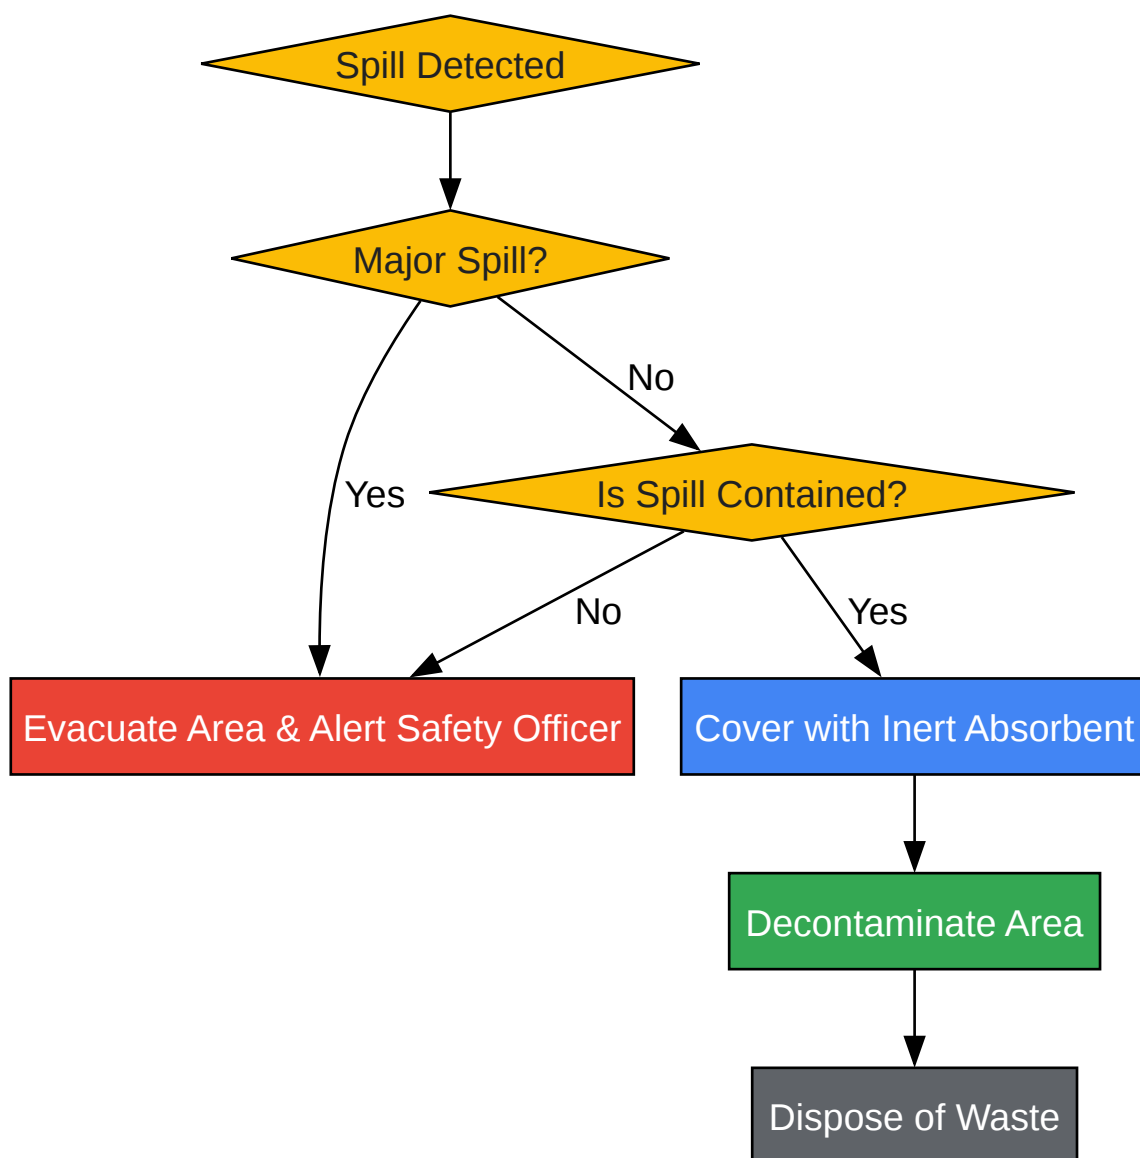 Spill Detected
Major Spill?
No
Yes
Is Spill Contained?
No
Yes
Evacuate Area & Alert Safety Officer
Cover with Inert Absorbent
Decontaminate Area
Dispose of Waste